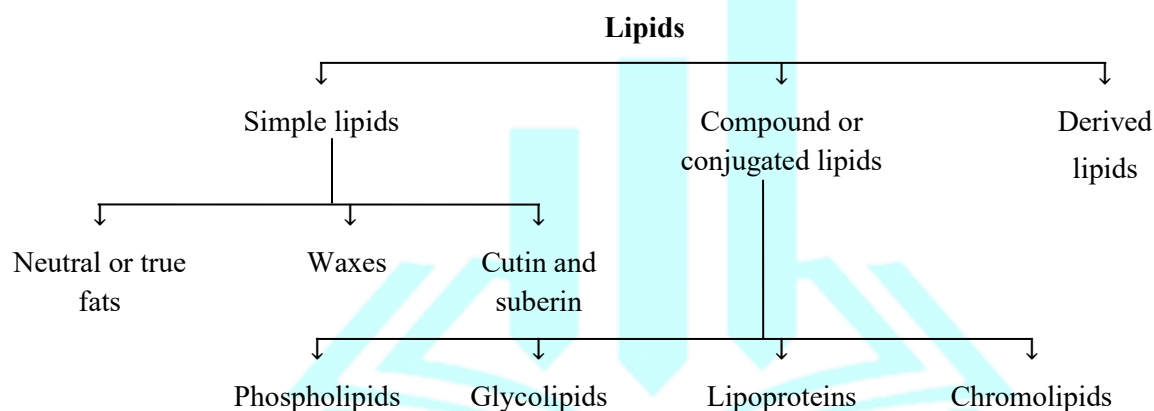 Lipids
Simple lipids
Compound or
conjugated lipids
Derived
lipids
Neutral or true
fats
Waxes
Cutin and
suberin
Phospholipids
Glycolipids
Lipoproteins
Chromolipids